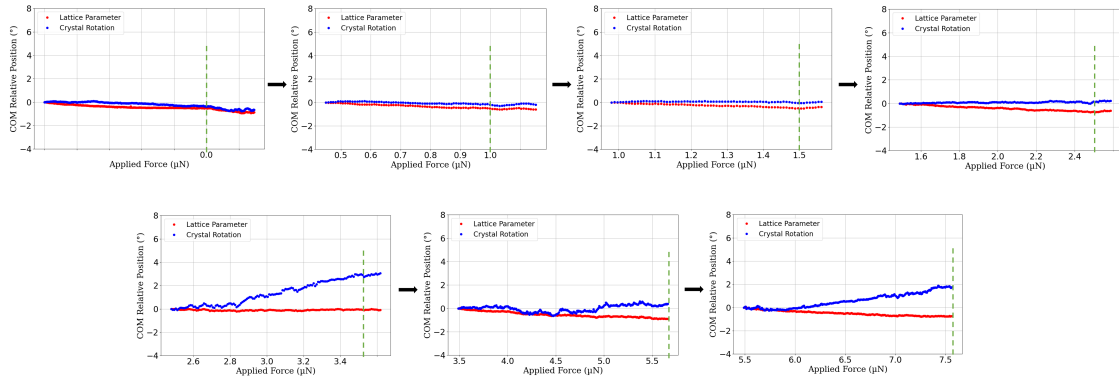 8
6
4
2
0
−2
−4
COM Relative Position (°)
Lattice Parameter
Crystal Rotation
0.0
Applied Force (μN)
8
6
4
2
0
−2
−4
COM Relative Position (°)
Lattice Parameter
Crystal Rotation
0.5 0.6 0.7 0.8 0.9 1.0 1.1
Applied Force (μN)
8
6
4
2
0
−2
−4
COM Relative Position (°)
Lattice Parameter
Crystal Rotation
1.0 1.1 1.2 1.3 1.4 1.5
Applied Force (μN)
8
6
4
2
0
−2
−4
COM Relative Position (°)
Lattice Parameter
Crystal Rotation
1.6 1.8 2.0 2.2 2.4
Applied Force (μN)
8
6
4
2
0
−2
−4
COM Relative Position (°)
Lattice Parameter
Crystal Rotation
2.6 2.8 3.0 3.2 3.4
Applied Force (μN)
8
6
4
2
0
−2
−4
COM Relative Position (°)
Lattice Parameter
Crystal Rotation
3.5 4.0 4.5 5.0 5.5
Applied Force (μN)
8
6
4
2
0
−2
−4
COM Relative Position (°)
Lattice Parameter
Crystal Rotation
5.5 6.0 6.5 7.0 7.5
Applied Force (μN)